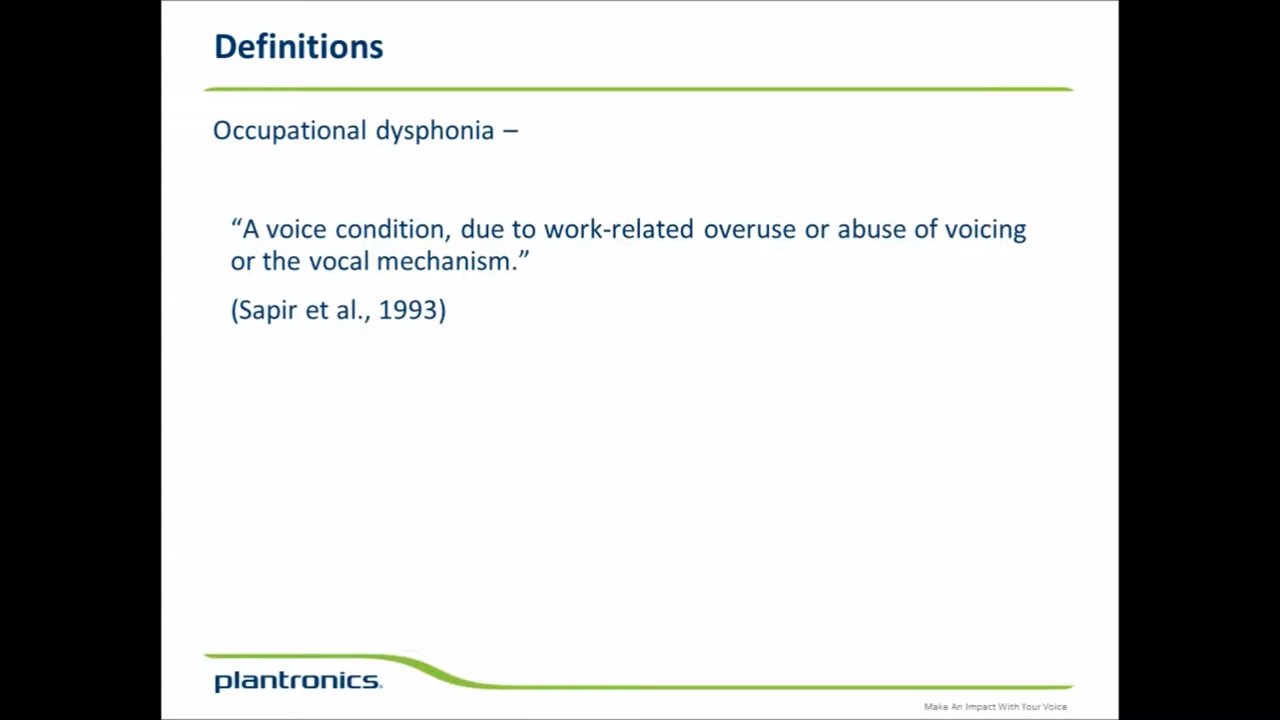 Definitions
Occupational dysphonia –
“A voice condition, due to work-related overuse or abuse of voicing
or the vocal mechanism.”
(Sapir et al., 1993)
plantronics.
Make An Impact With Your Voice